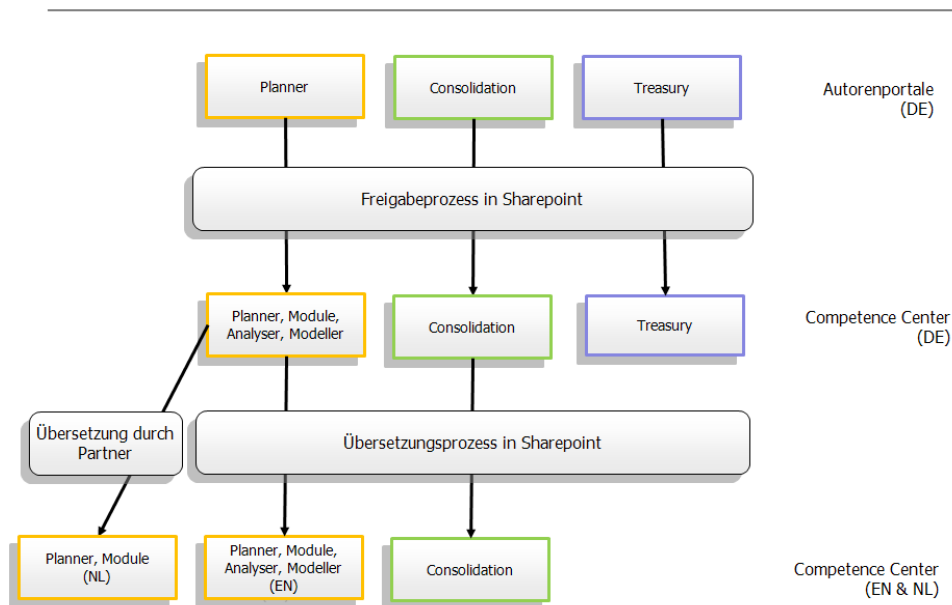 Planner
Consolidation
Treasury
Autorenportale
(DE)
Freigabeprozess in Sharepoint
Planner, Module,
Analyser, Modeller
Consolidation
Treasury
Competence Center
(DE)
Übersetzung durch
Partner
Übersetzungsprozess in Sharepoint
Planner, Module
(NL)
Planner, Module,
Analyser, Modeller
(EN)
Consolidation
Competence Center
(EN & NL)